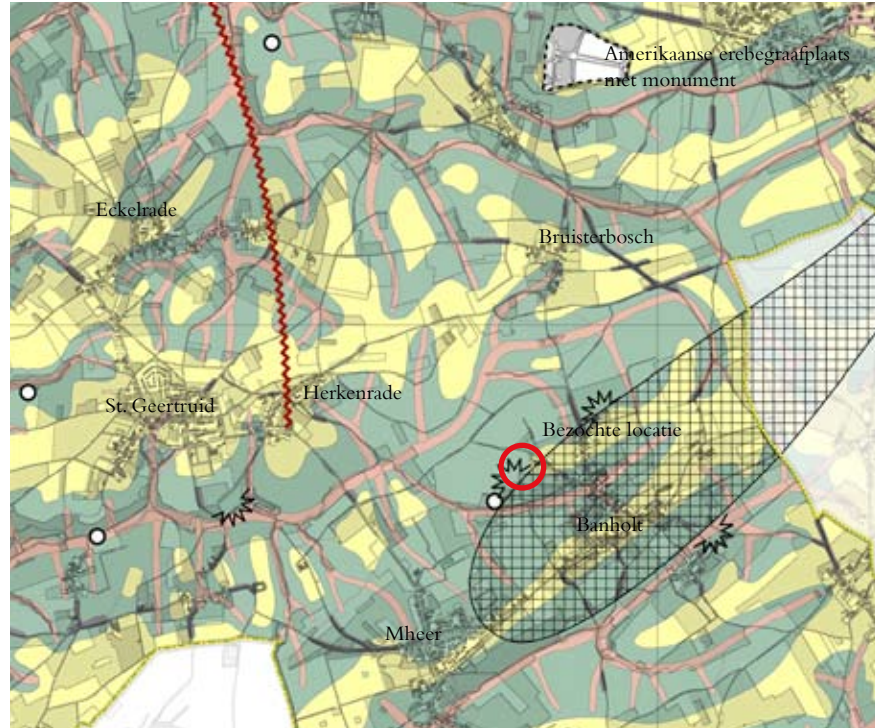 Amerikaanse erebegraafplaats
met monument
Eckelrade
Bruisterbosch
Herkenrade
St. Geertruid
Bezochte locatie
Banholt
Mheer